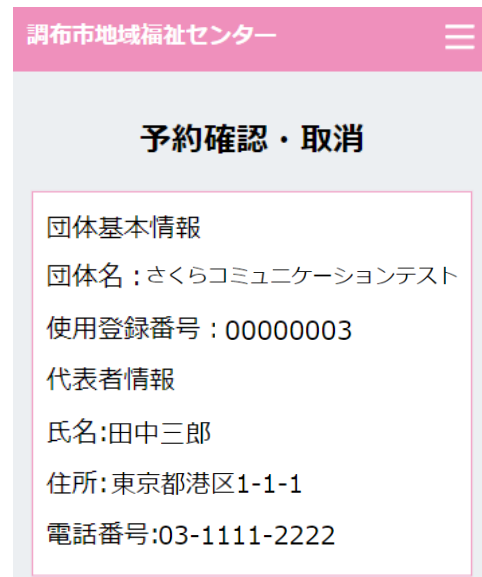 調布市地域福祉センター
予約確認・取消
団体基本情報
団体名：さくらコミュニケーションテスト
使用登録番号：00000003
代表者情報
氏名:田中三郎
住所:東京都港区1-1-1
電話番号:03-1111-2222